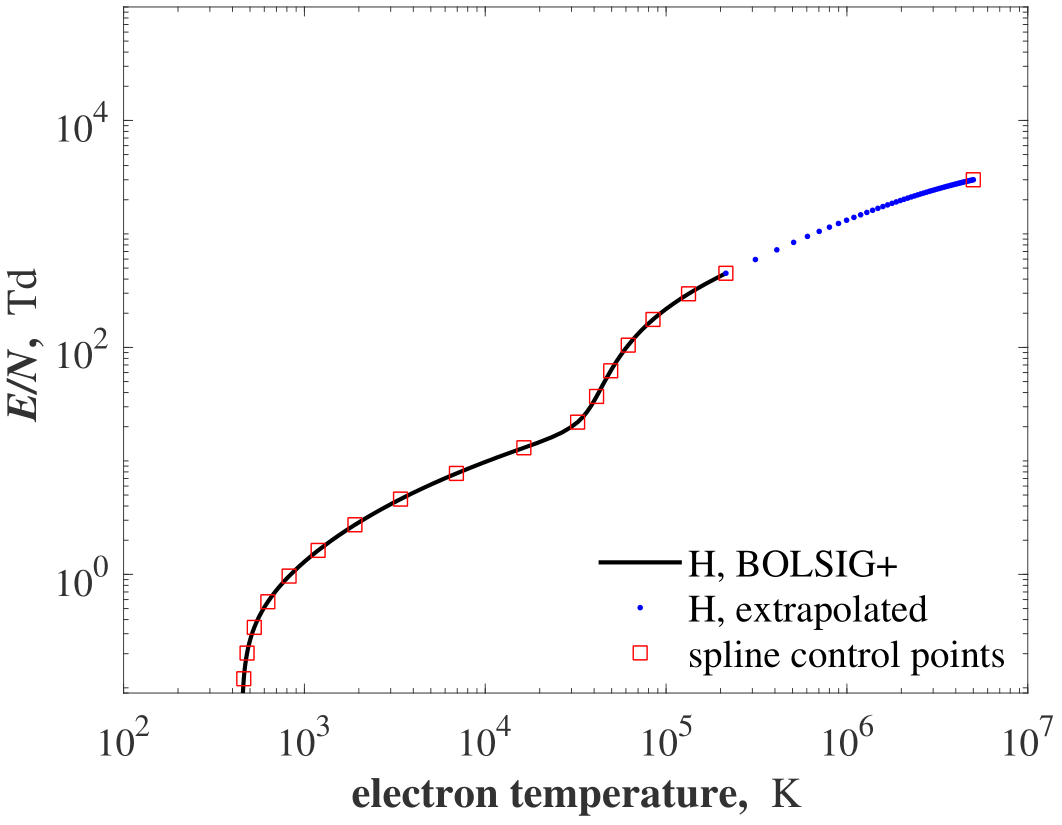 10^4
10^2
10^0
E/N, Td
H, BOLSIG+
H, extrapolated
spline control points
10^2 10^3 10^4 10^5 10^6 10^7
electron temperature, K